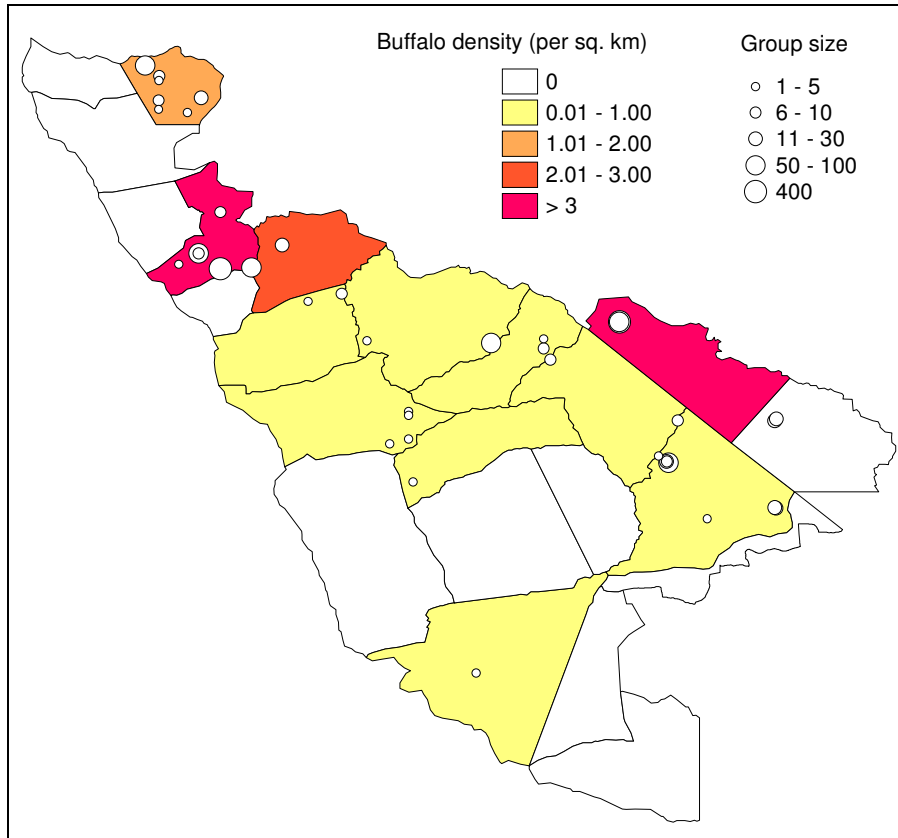 Buffalo density (per sq. km)
0
0.01 - 1.00
1.01 - 2.00
2.01 - 3.00
> 3
Group size
1 - 5
6 - 10
11 - 30
50 - 100
400